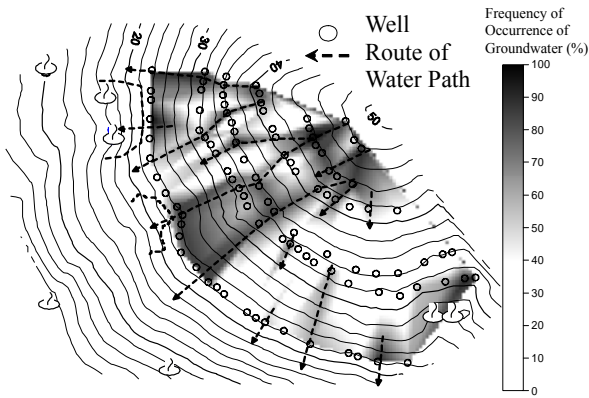 Well
Route of
Water Path
Frequency of
Occurrence of
Groundwater (%)
20
30
40
50
100
90
80
70
60
50
40
30
20
10
0